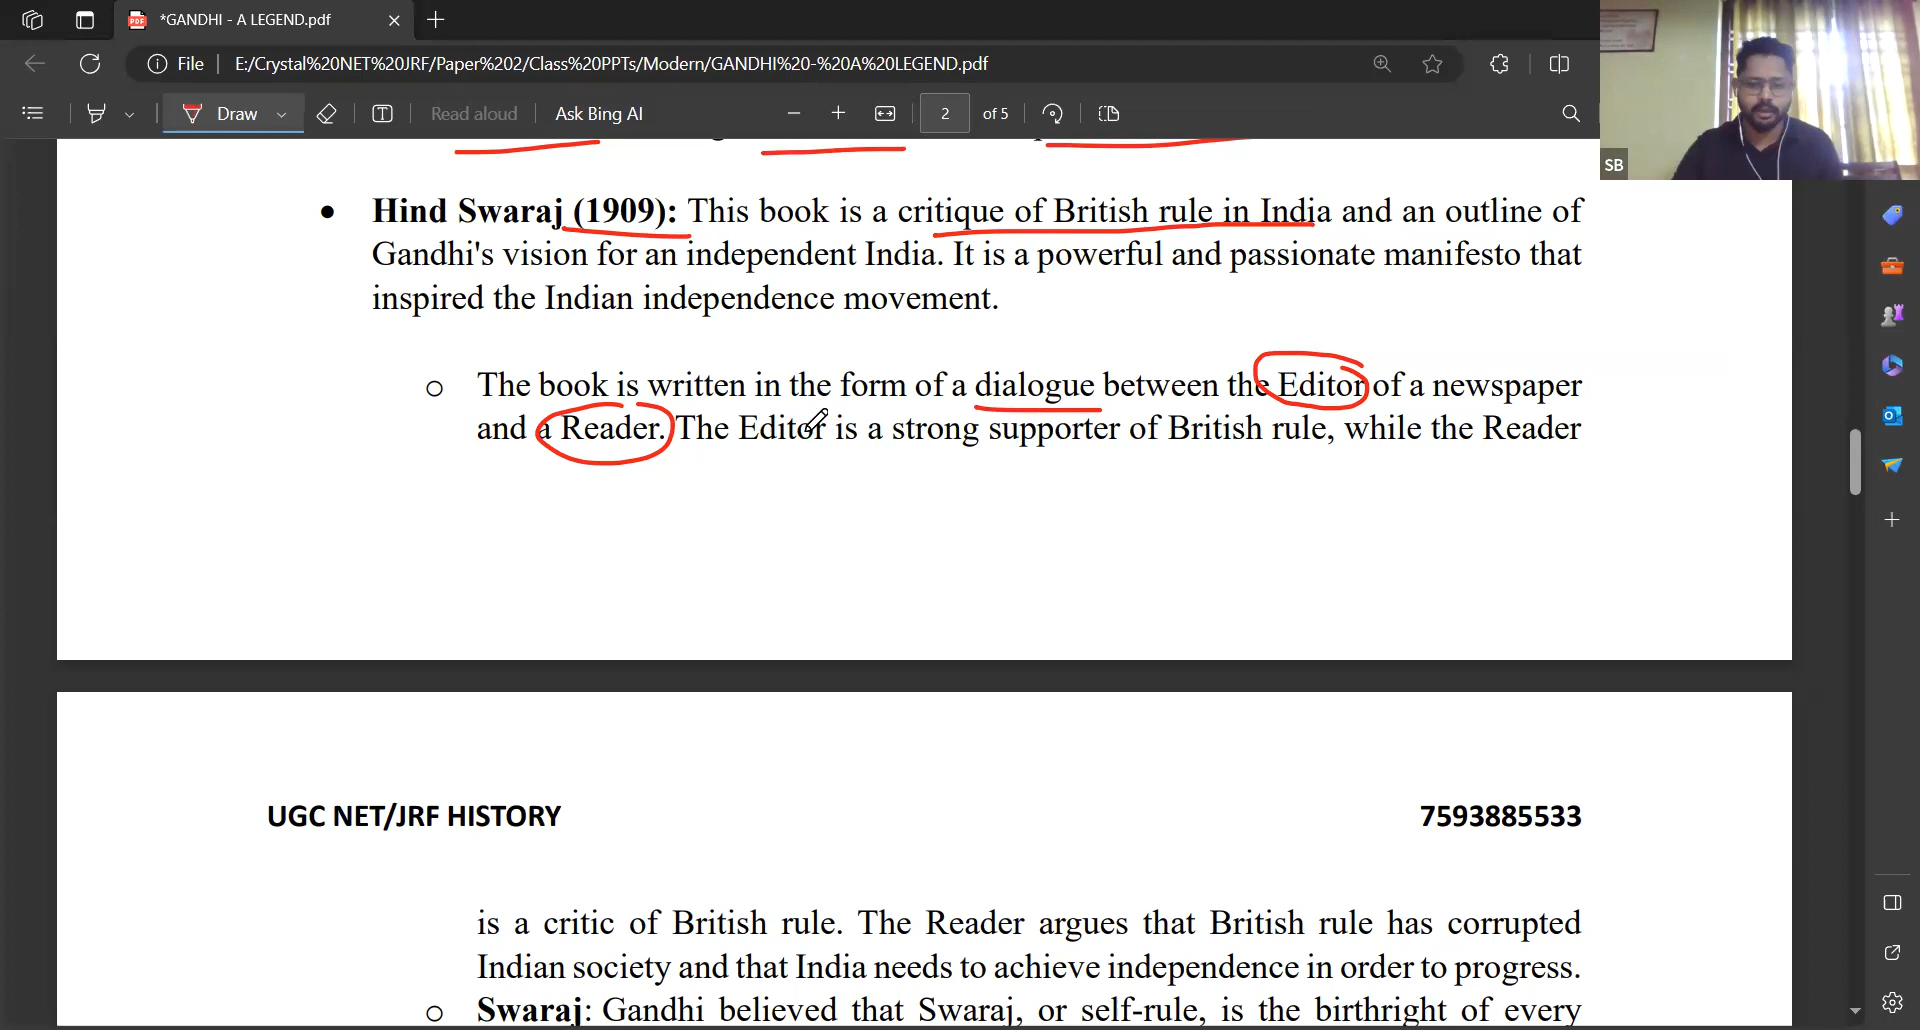 *GANDHI - A LEGEND.pdf
File
E:/Crystal%20NET%20JRF/Paper%202/Class%20PPTs/Modern/GANDHI%20-%20A%20LEGEND.pdf
Draw
Read aloud
Ask Bing AI
2 of 5
SB
• Hind Swaraj (1909): This book is a critique of British rule in India and an outline of
Gandhi's vision for an independent India. It is a powerful and passionate manifesto that
inspired the Indian independence movement.
o The book is written in the form of a dialogue between the Editor of a newspaper
and a Reader. The Editor is a strong supporter of British rule, while the Reader
UGC NET/JRF HISTORY 7593885533
is a critic of British rule. The Reader argues that British rule has corrupted
Indian society and that India needs to achieve independence in order to progress.
o Swaraj: Gandhi believed that Swaraj, or self-rule, is the birthright of every